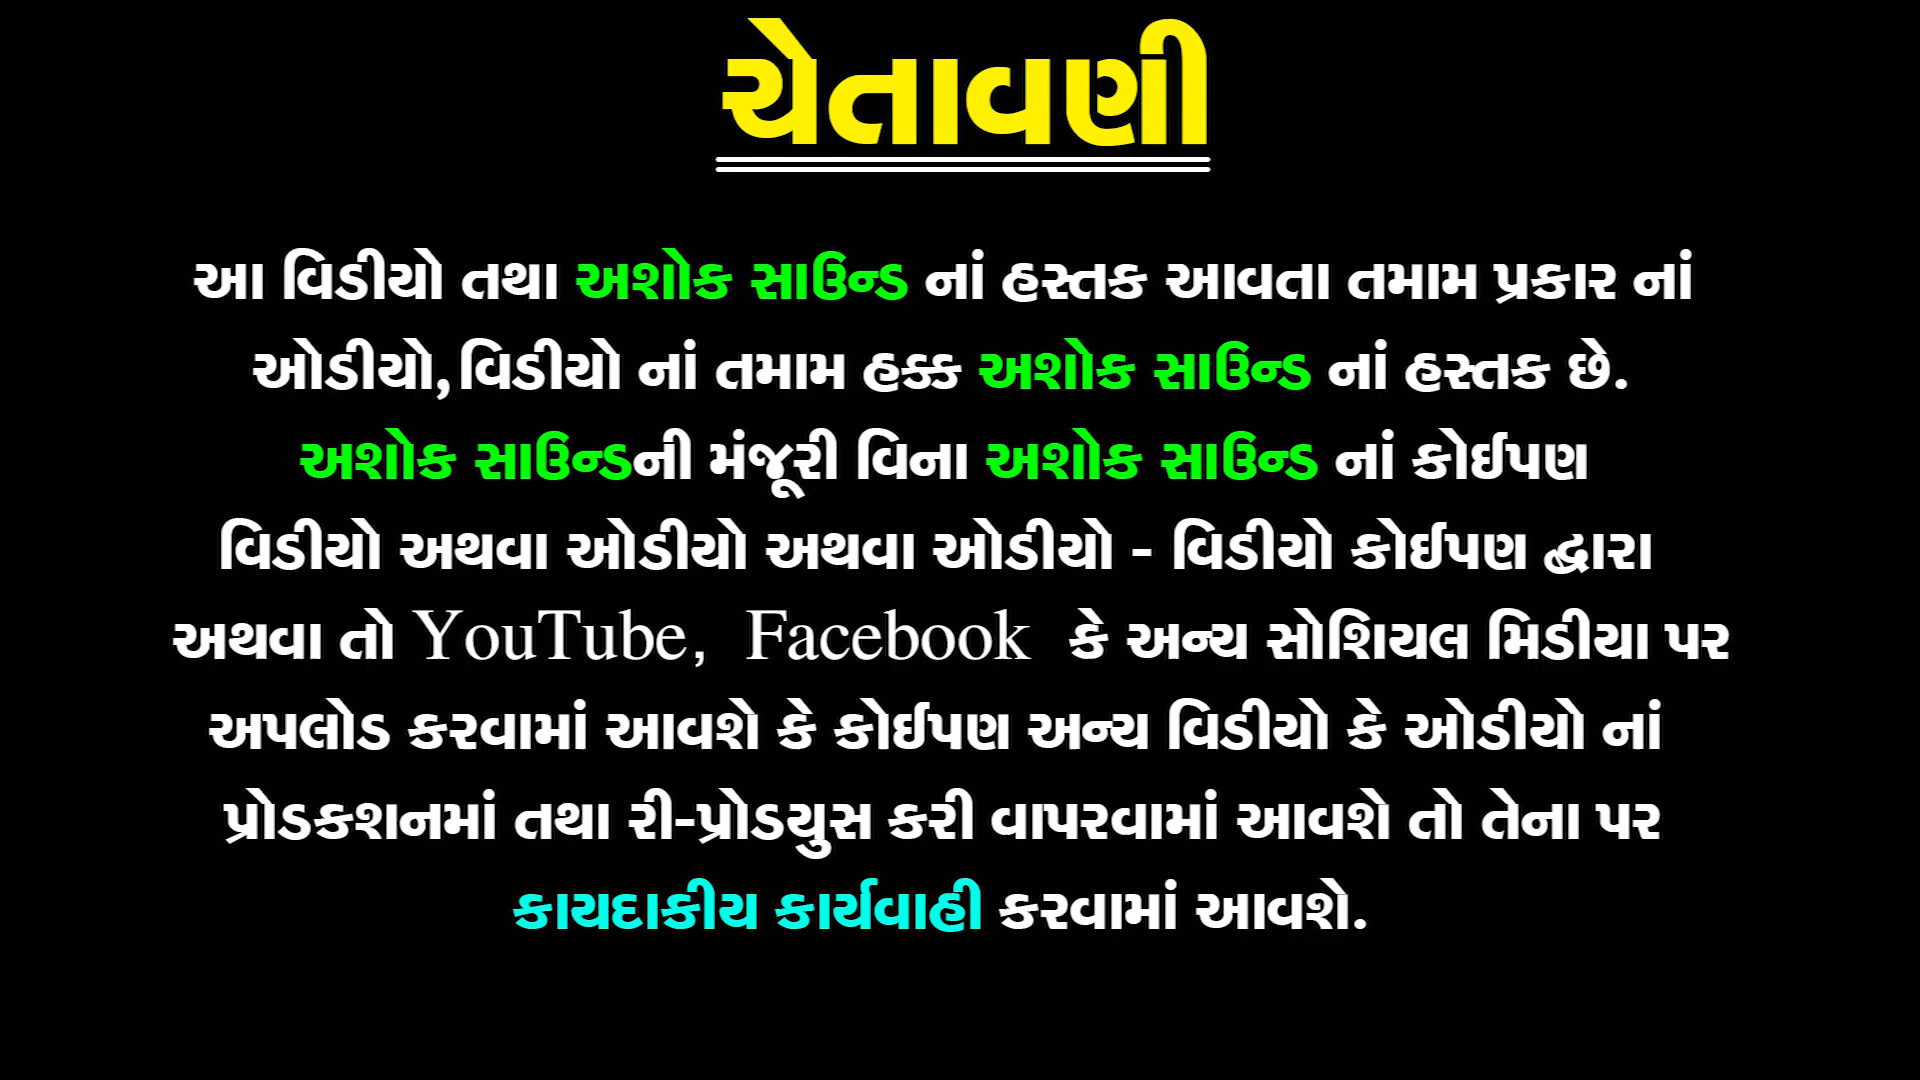 ચેતાવણી
આ વિડીયો તથા અશોક સાઉન્ડ નાં હસ્તક આવતા તમામ પ્રકાર નાં
ઓડીયો,વિડીયો નાં તમામ હક્ક અશોક સાઉન્ડ નાં હસ્તક છે.
અશોક સાઉન્ડની મંજૂરી વિના અશોક સાઉન્ડ નાં કોઈપણ
વિડીયો અથવા ઓડીયો અથવા ઓડીયો - વિડીયો કોઈપણ દ્વારા
અથવા તો YouTube, Facebook કે અન્ય સોશિયલ મિડીયા પર
અપલોડ કરવામાં આવશે કે કોઈપણ અન્ય વિડીયો કે ઓડીયો નાં
પ્રોડકશનમાં તથા રી-પ્રોડયુસ કરી વાપરવામાં આવશે તો તેના પર
કાયદાકીય કાર્યવાહી કરવામાં આવશે.